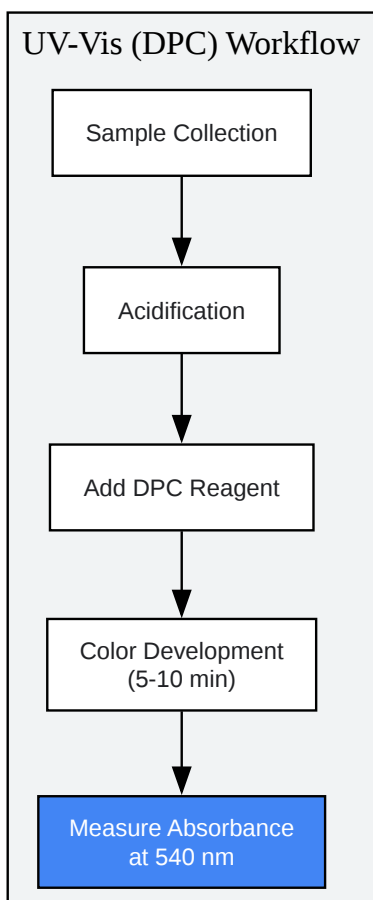 UV-Vis (DPC) Workflow
Sample Collection
Acidification
Add DPC Reagent
Color Development
(5-10 min)
Measure Absorbance
at 540 nm